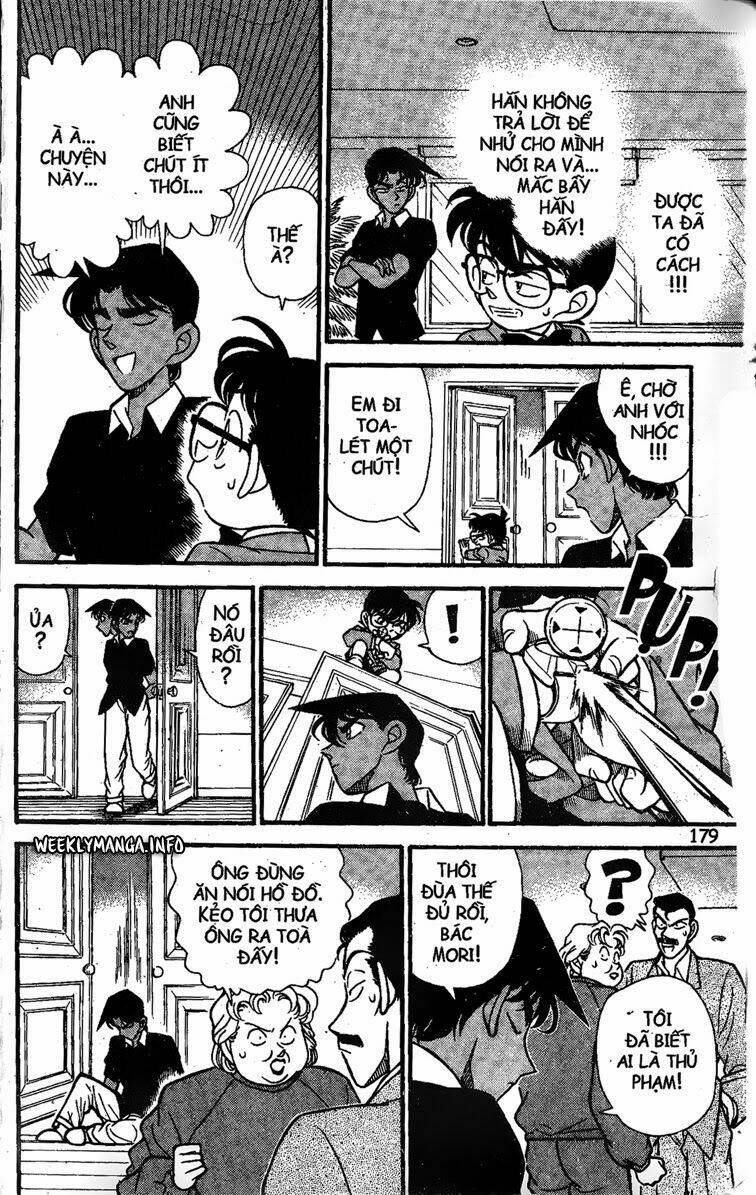 À À...
CHUYỆN
NÀY...
ANH
CŨNG
BIẾT
CHÚT ÍT
THÔI...
THẾ
À?
HẮN KHÔNG
TRẢ LỜI ĐỂ
NHỬ CHO MÌNH
NÓI RA VÀ...
MẮC BẪY
HẮN
ĐẤY!
ĐƯỢC
TA ĐÃ
CÓ
CÁCH
!!!
EM ĐI
TOA-
LÉT MỘT
CHÚT!
Ê, CHỜ
ANH VỚI
NHÓC
!!!
ỦA
?
NÓ
ĐÂU
RỒI
?
!
PỤP!
179
WEEKLYMANGA.INFO
ÔNG ĐỪNG
ĂN NÓI HỒ ĐỒ.
KẺO TÔI THƯA
ÔNG RA TOÀ
ĐẤY!
THÔI
ĐÙA THẾ
ĐỦ RỒI,
BÁC
MORI!
?
TÔI
ĐÃ BIẾT
AI LÀ THỦ
PHẠM!